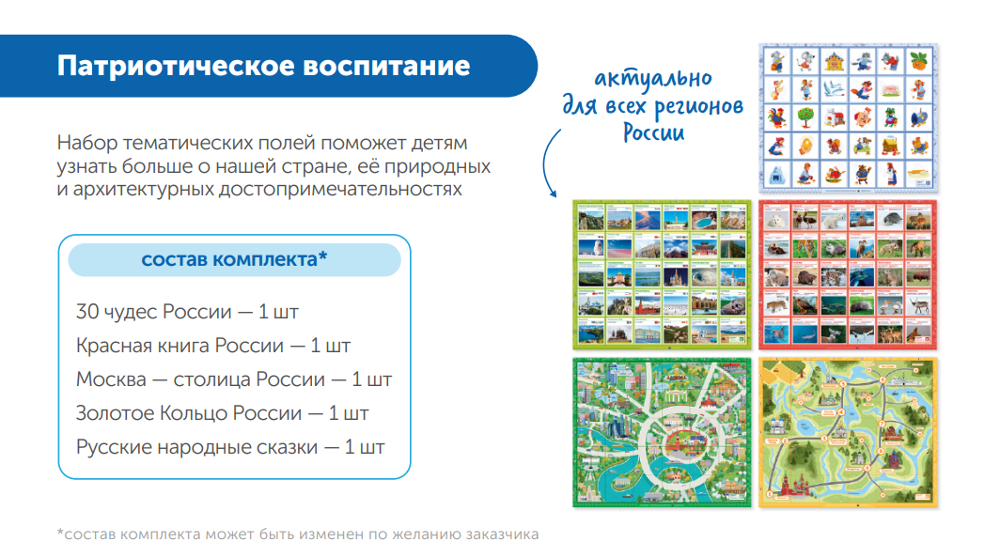 Патриотическое воспитание
актуально
для всех регионов
России
Набор тематических полей поможет детям
узнать больше о нашей стране, её природных
и архитектурных достопримечательностях
состав комплекта*
30 чудес России — 1 шт
Красная книга России — 1 шт
Москва — столица России — 1 шт
Золотое Кольцо России — 1 шт
Русские народные сказки — 1 шт
*состав комплекта может быть изменен по желанию заказчика